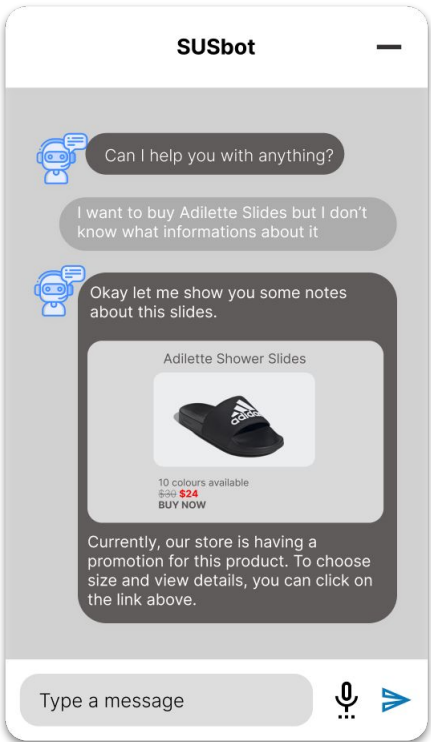 SUSbot
Can I help you with anything?
I want to buy Adilette Slides but I don't
know what informations about it
Okay let me show you some notes
about this slides.
Adilette Shower Slides
adidas
10 colours available
$30 $24
BUY NOW
Currently, our store is having a
promotion for this product. To choose
size and view details, you can click on
the link above.
Type a message